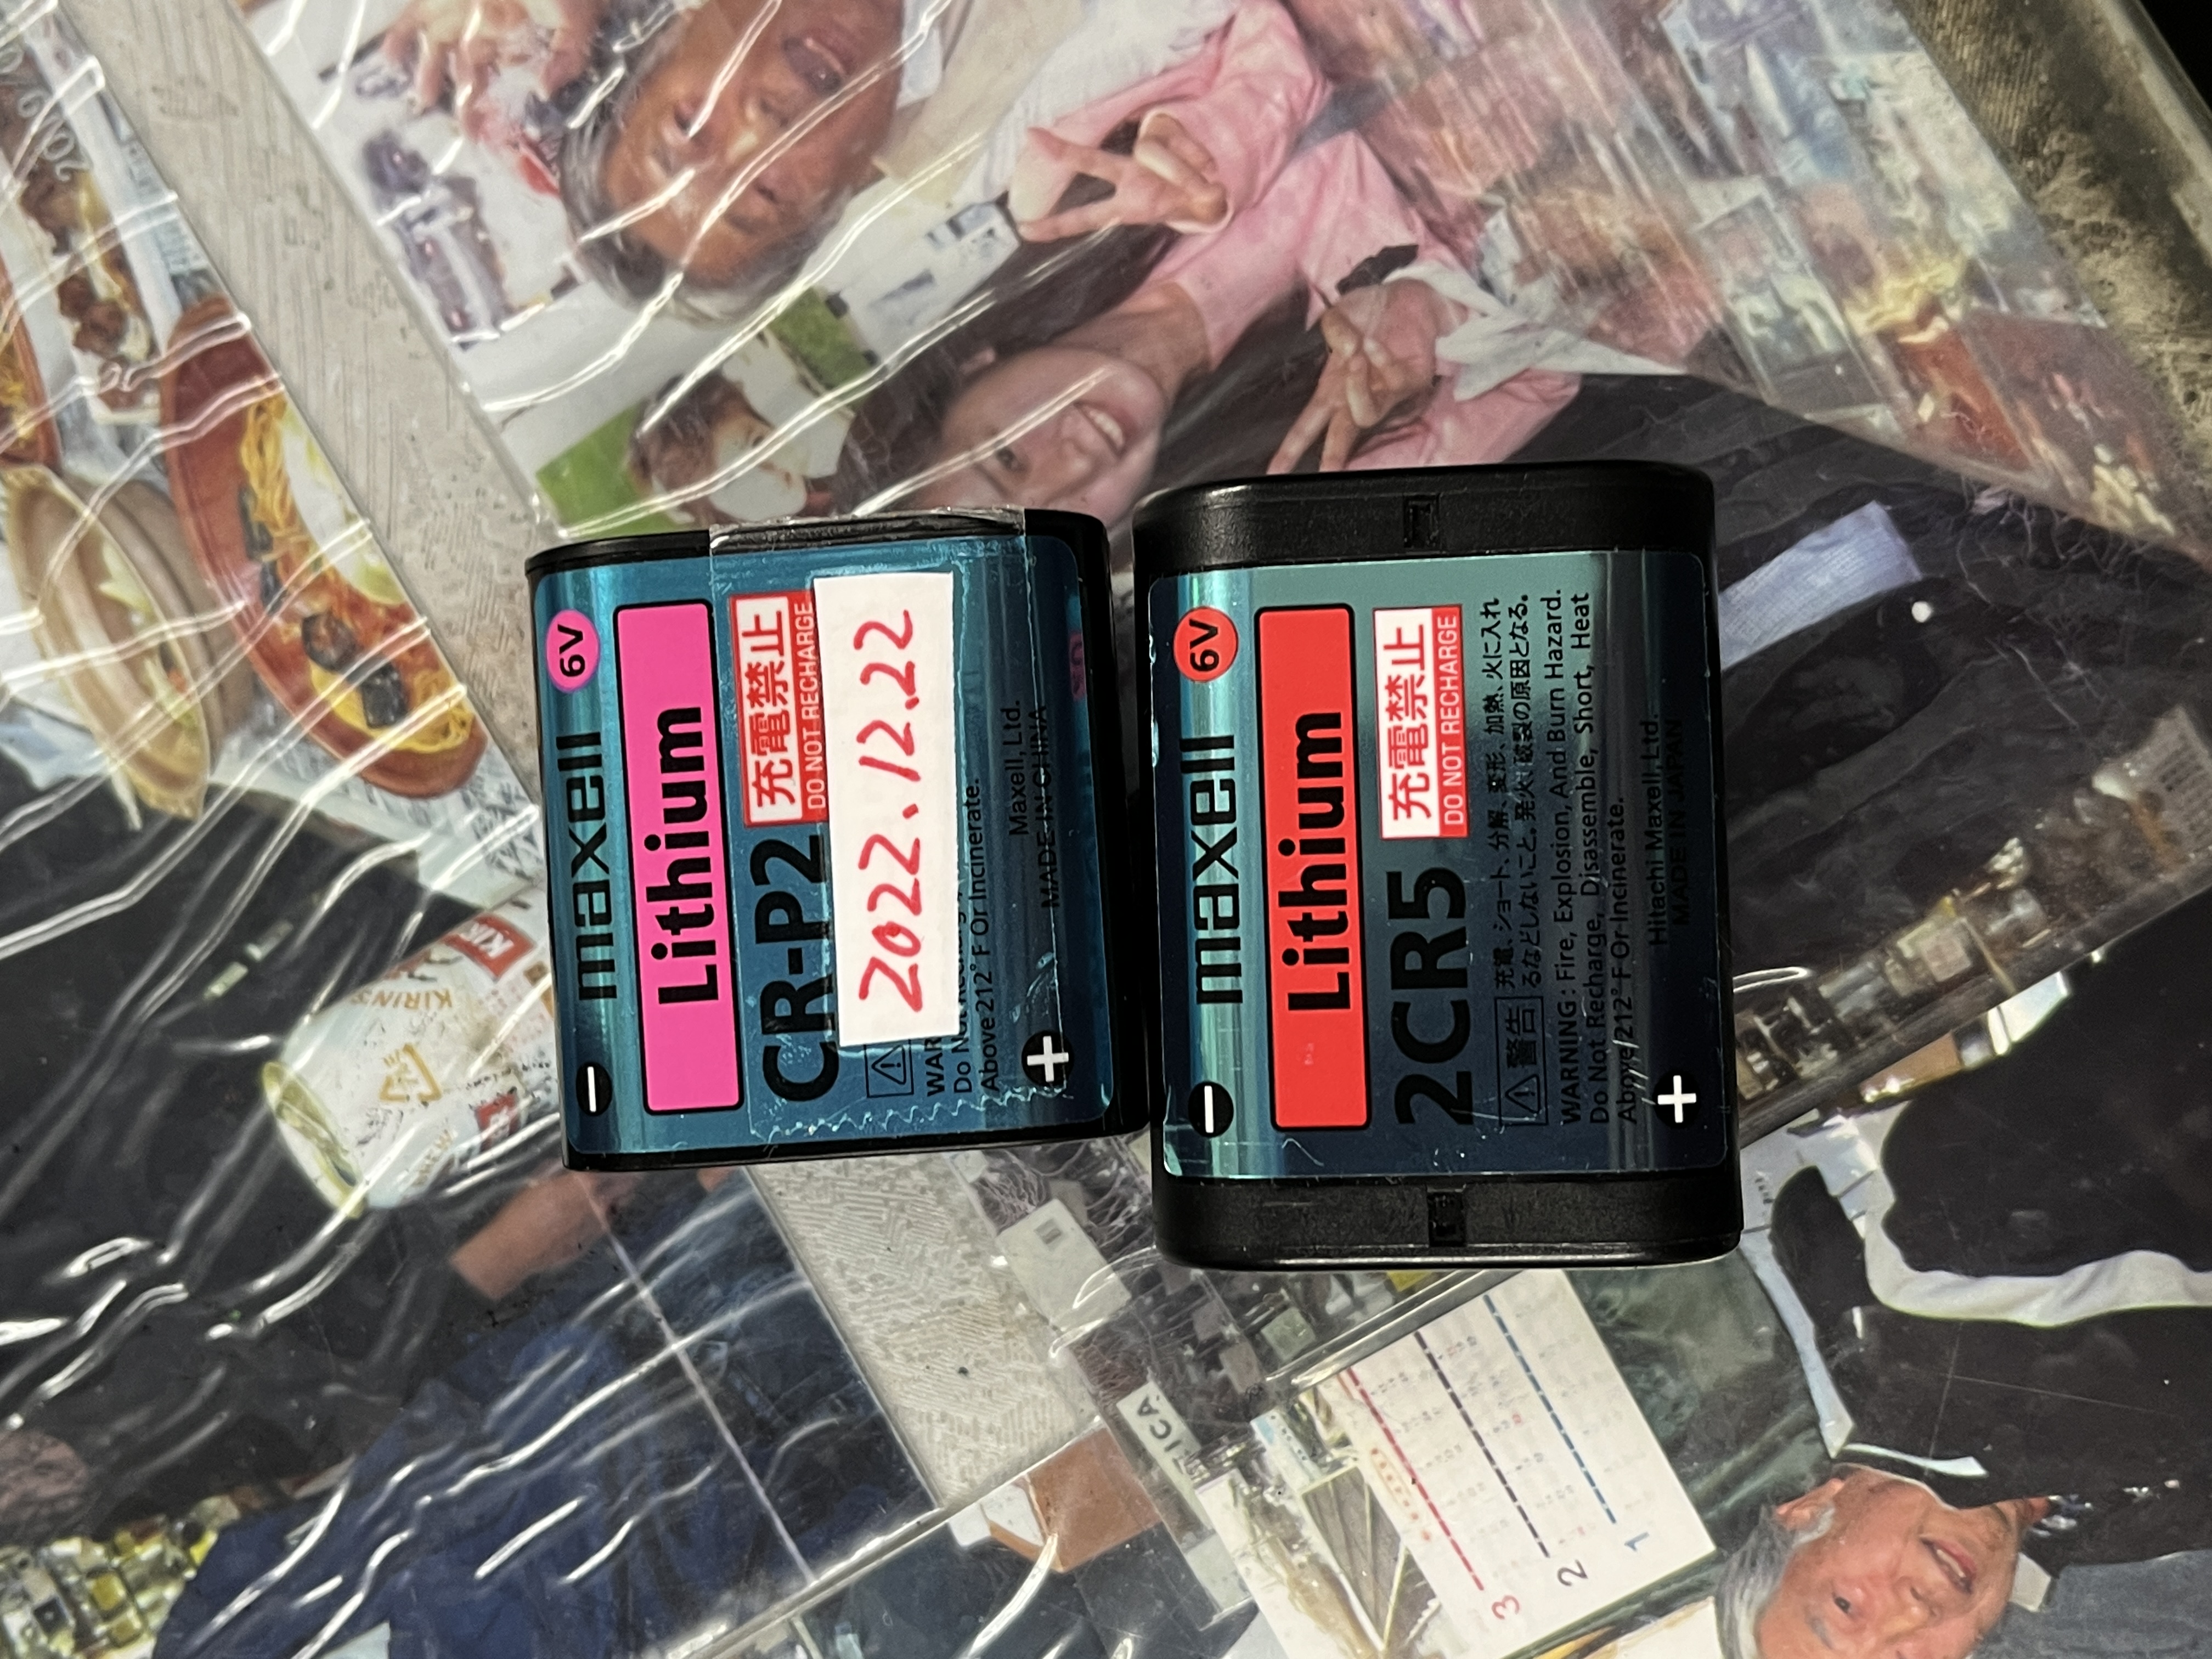 2019/0
KIRIN
maxell 6V
Lithium
CR-P2 充電禁止
DO NOT RECHARGE
2022.12.22
WAR
Do Not Recharge,
Above 212° F Or Incinerate.
Maxell, Ltd.
MADE IN CHINA
TICA
maxell 6V
Lithium
2CR5 充電禁止
DO NOT RECHARGE
警告 充電、ショート、分解、変形、加熱、火に入れ
るなどしないこと。発火、破裂の原因となる。
WARNING : Fire, Explosion, And Burn Hazard.
Do Not Recharge, Disassemble, Short, Heat
Above 212° F Or Incinerate.
Hitachi Maxell, Ltd.
MADE IN JAPAN
3
2
1